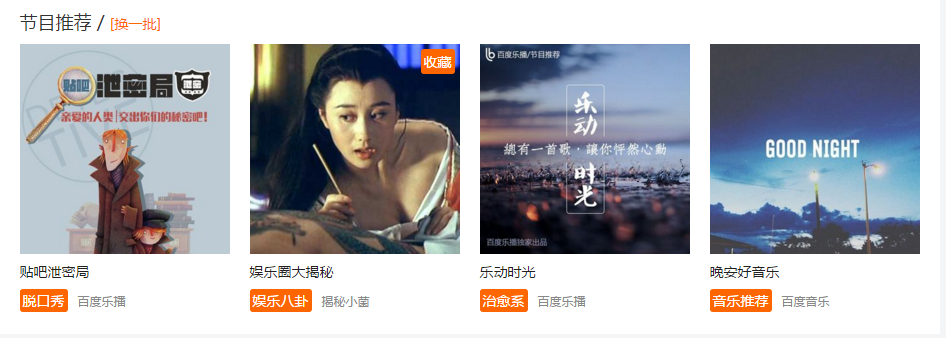 节目推荐 / [换一批]
贴吧 泄密局 泄密
亲爱的人类 交出你们的秘密吧!
收藏
百度乐播/节目推荐
乐动
總有一首歌·讓你怦然心動
时光
百度乐播独家出品
GOOD NIGHT
贴吧泄密局
脱口秀 百度乐播
娱乐圈大揭秘
娱乐八卦 揭秘小菌
乐动时光
治愈系 百度乐播
晚安好音乐
音乐推荐 百度音乐